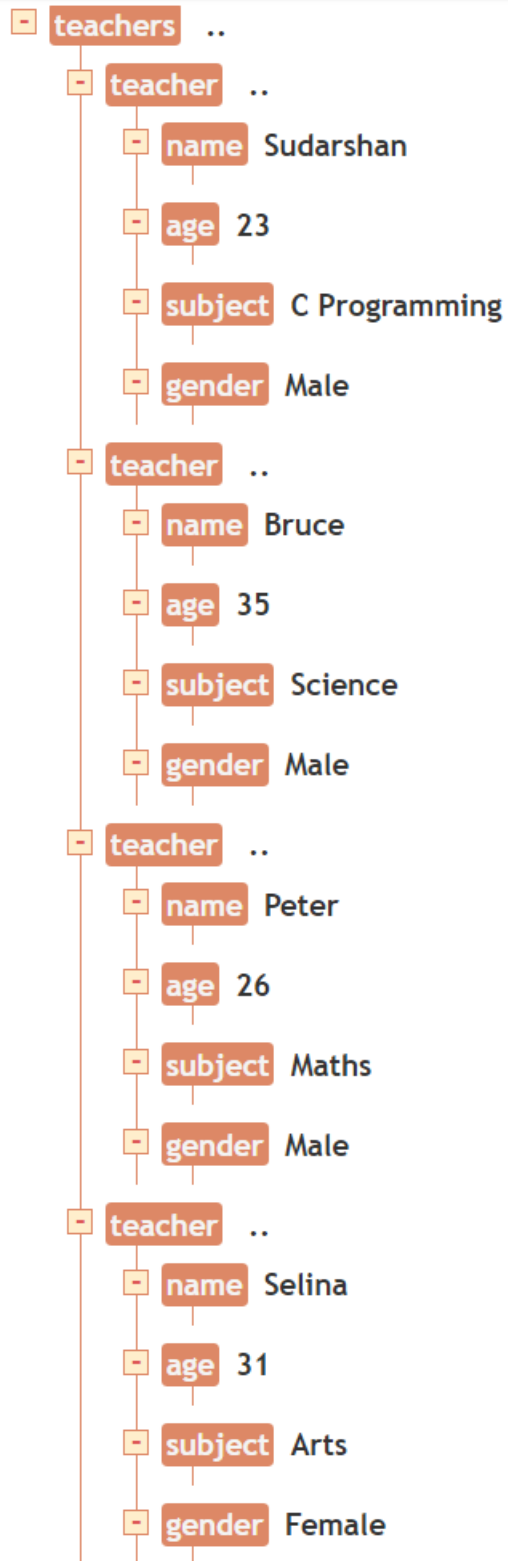 - teachers ..
- teacher ..
- name Sudarshan
- age 23
- subject C Programming
- gender Male
- teacher ..
- name Bruce
- age 35
- subject Science
- gender Male
- teacher ..
- name Peter
- age 26
- subject Maths
- gender Male
- teacher ..
- name Selina
- age 31
- subject Arts
- gender Female